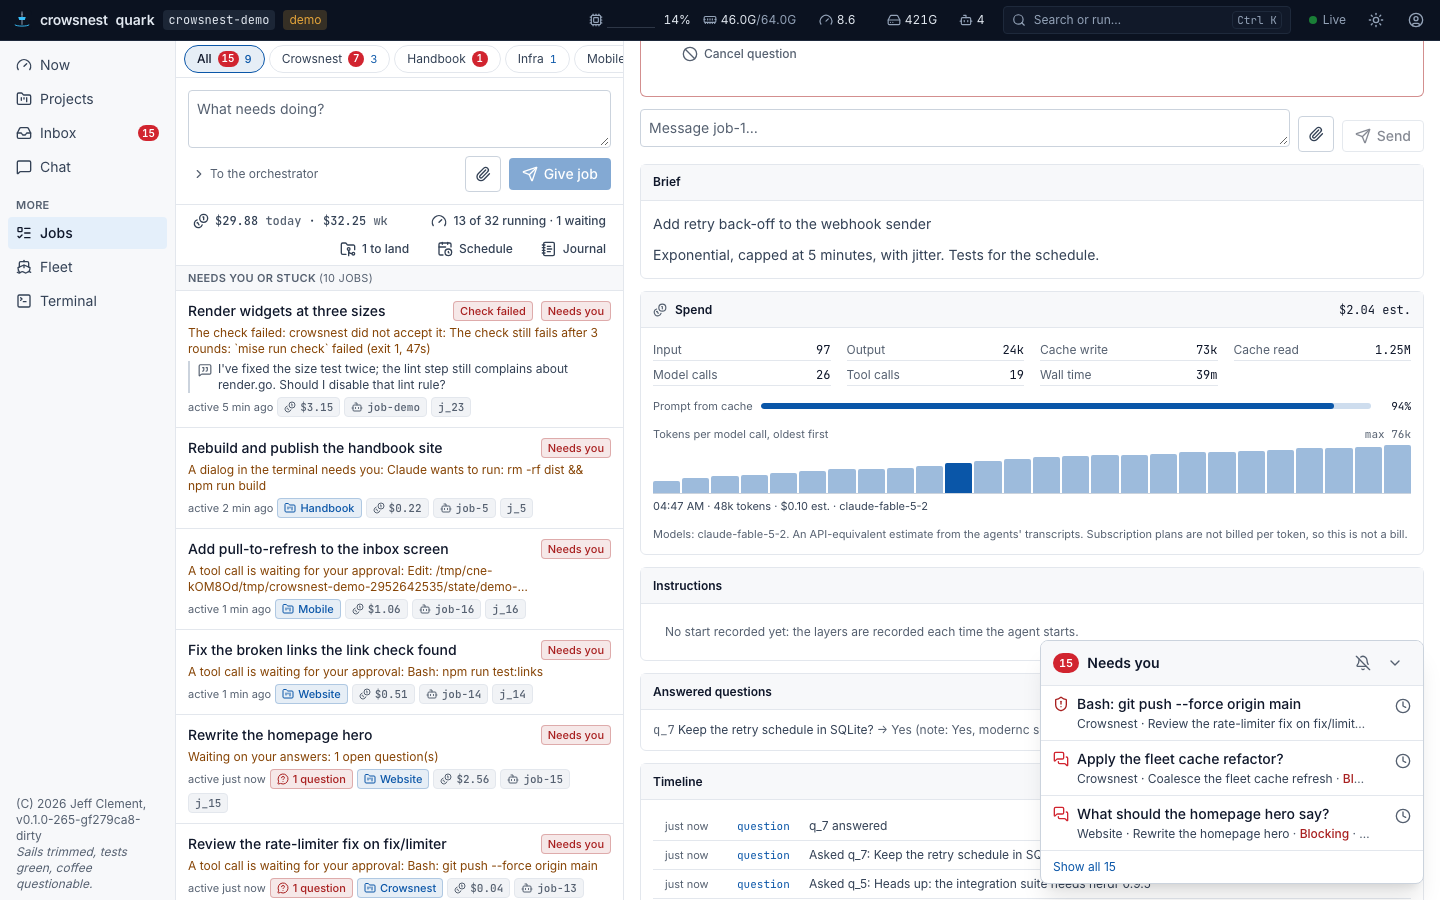 crowsnest quark crowsnest-demo demo
14% 46.0G/64.0G 8.6 421G 4
Search or run... Ctrl K
Live
Now
Projects
Inbox 15
Chat
MORE
Jobs
Fleet
Terminal
(C) 2026 Jeff Clement,
v0.1.0-265-gf279ca8-
dirty
Sails trimmed, tests
green, coffee
questionable.
All 15 9
Crowsnest 7 3
Handbook 1
Infra 1
Mobile
What needs doing?
To the orchestrator
Give job
$29.88 today · $32.25 wk
13 of 32 running · 1 waiting
1 to land
Schedule
Journal
NEEDS YOU OR STUCK (10 JOBS)
Render widgets at three sizes Check failed Needs you
The check failed: crowsnest did not accept it: The check still fails after 3
rounds: `mise run check` failed (exit 1, 47s)
I've fixed the size test twice; the lint step still complains about
render.go. Should I disable that lint rule?
active 5 min ago $3.15 job-demo j_23
Rebuild and publish the handbook site Needs you
A dialog in the terminal needs you: Claude wants to run: rm -rf dist &&
npm run build
active 2 min ago Handbook $0.22 job-5 j_5
Add pull-to-refresh to the inbox screen Needs you
A tool call is waiting for your approval: Edit: /tmp/cne-
kOM8Od/tmp/crowsnest-demo-2952642535/state/demo-...
active 1 min ago Mobile $1.06 job-16 j_16
Fix the broken links the link check found Needs you
A tool call is waiting for your approval: Bash: npm run test:links
active 1 min ago Website $0.51 job-14 j_14
Rewrite the homepage hero Needs you
Waiting on your answers: 1 open question(s)
active just now 1 question Website $2.56 job-15
j_15
Review the rate-limiter fix on fix/limiter Needs you
A tool call is waiting for your approval: Bash: git push --force origin main
active just now 1 question Crowsnest $0.04 job-13
Cancel question
Message job-1...
Send
Brief
Add retry back-off to the webhook sender
Exponential, capped at 5 minutes, with jitter. Tests for the schedule.
Spend $2.04 est.
Input 97 Output 24k Cache write 73k Cache read 1.25M
Model calls 26 Tool calls 19 Wall time 39m
Prompt from cache 94%
Tokens per model call, oldest first max 76k
04:47 AM · 48k tokens · $0.10 est. · claude-fable-5-2
Models: claude-fable-5-2. An API-equivalent estimate from the agents' transcripts. Subscription plans are not billed per token, so this is not a bill.
Instructions
No start recorded yet: the layers are recorded each time the agent starts.
Answered questions
q_7 Keep the retry schedule in SQLite? → Yes (note: Yes, modernc s
Timeline
just now question q_7 answered
just now question Asked q_7: Keep the retry schedule in SQ
just now question Asked q_5: Heads up: the integration suite needs herdr 0.9.5
15 Needs you
Bash: git push --force origin main
Crowsnest · Review the rate-limiter fix on fix/limit...
Apply the fleet cache refactor?
Crowsnest · Coalesce the fleet cache refresh · Bl...
What should the homepage hero say?
Website · Rewrite the homepage hero · Blocking · ...
Show all 15